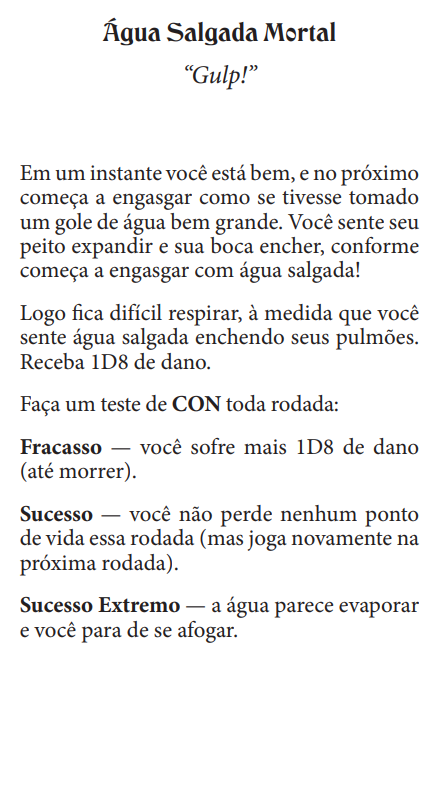 Água Salgada Mortal
“Gulp!”
Em um instante você está bem, e no próximo
começa a engasgar como se tivesse tomado
um gole de água bem grande. Você sente seu
peito expandir e sua boca encher, conforme
começa a engasgar com água salgada!
Logo fica difícil respirar, à medida que você
sente água salgada enchendo seus pulmões.
Receba 1D8 de dano.
Faça um teste de CON toda rodada:
Fracasso — você sofre mais 1D8 de dano
(até morrer).
Sucesso — você não perde nenhum ponto
de vida essa rodada (mas joga novamente na
próxima rodada).
Sucesso Extremo — a água parece evaporar
e você para de se afogar.